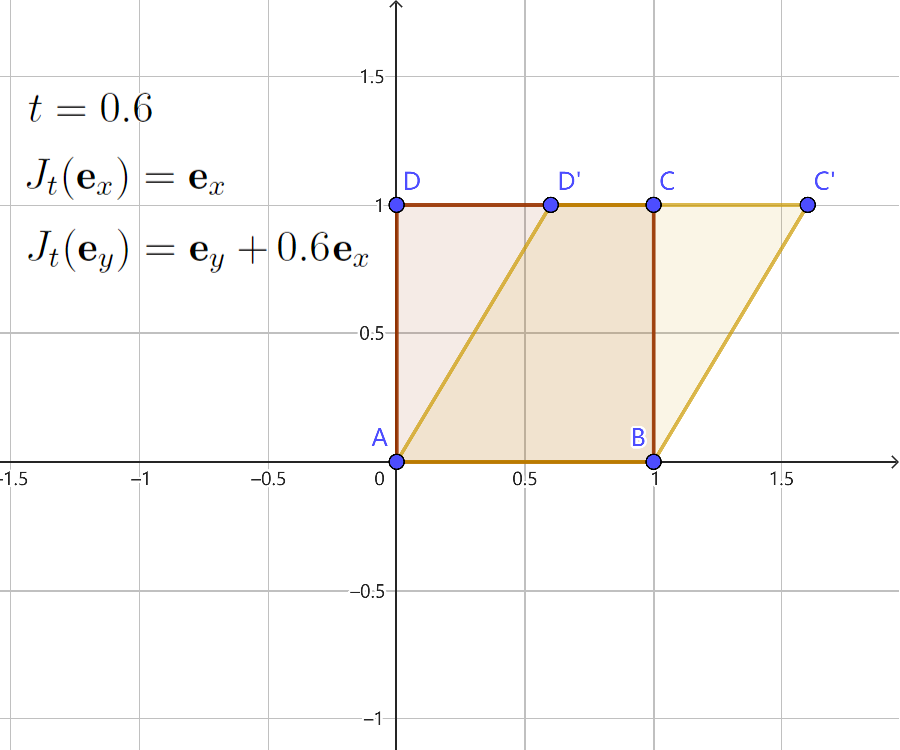 1.5
t = 0.6
J_t(e_x) = e_x
D D' C C'
1
J_t(e_y) = e_y + 0.6e_x
0.5
A B
-1.5 −1 −0.5 0 0.5 1 1.5
−0.5
−1